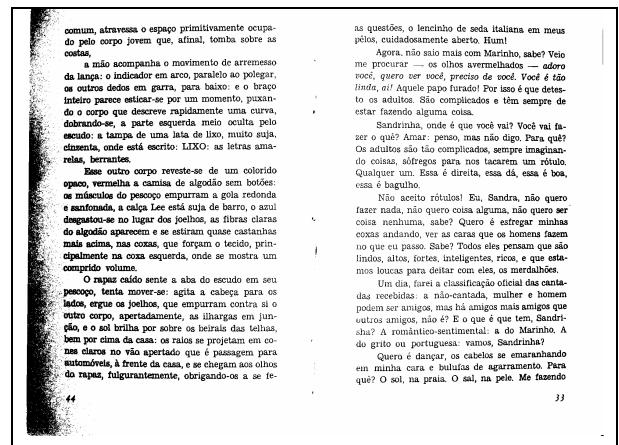 comum, atravessa o espaço primitivamente ocupa-
do pelo corpo jovem que, afinal, tomba sobre as
costas,
a mão acompanha o movimento de arremesso
da lança: o indicador em arco, paralelo ao polegar,
os outros dedos em garra, para baixo: e o braço
inteiro parece esticar-se por um momento, puxan-
do o corpo que descreve rapidamente uma curva,
dobrando-se, a parte esquerda meio oculta pelo
escudo: a tampa de uma lata de lixo, muito suja,
cinzenta, onde está escrito: LIXO: as letras ama-
relas, berrantes.
Esse outro corpo reveste-se de um colorido
opaco, vermelha a camisa de algodão sem botões:
os músculos do pescoço empurram a gola redonda
e sanfonada, a calça Lee está suja de barro, o azul
desgastou-se no lugar dos joelhos, as fibras claras
do algodão aparecem e se estiram quase castanhas
mais acima, nas coxas, que forçam o tecido, prin-
cipalmente na coxa esquerda, onde se mostra um
comprido volume.
O rapaz caído sente a aba do escudo em seu
pescoço, tenta mover-se: agita a cabeça para os
lados, ergue os joelhos, que empurram contra si o
outro corpo, apertadamente, as ilhargas em jun-
ção, e o sol brilha por sobre os beirais das telhas,
bem por cima da casa: os raios se projetam em co-
nes claros no vão apertado que é passagem para
automóveis, à frente da casa, e se chegam aos olhos
do rapaz, fulgurantemente, obrigando-os a se fe-
44
as questões, o lencinho de seda italiana em meus
pêlos, cuidadosamente aberto. Hum!
Agora, não saio mais com Marinho, sabe? Veio
me procurar — os olhos avermelhados — adoro
você, quero ver você, preciso de você. Você é tão
linda, ai! Aquele papo furado! Por isso é que detes-
to os adultos. São complicados e têm sempre de
estar fazendo alguma coisa.
Sandrinha, onde é que você vai? Você vai fa-
zer o quê? Amar: penso, mas não digo. Para quê?
Os adultos são tão complicados, sempre imaginan-
do coisas, sôfregos para nos tacarem um rótulo.
Qualquer um. Essa é direita, essa dá, essa é boa,
essa é bagulho.
Não aceito rótulos! Eu, Sandra, não quero
fazer nada, não quero coisa alguma, não quero ser
coisa nenhuma, sabe? Quero é esfregar minhas
coxas andando, ver as caras que os homens fazem
no que eu passo. Sabe? Todos eles pensam que são
lindos, altos, fortes, inteligentes, ricos, e que esta-
mos loucas para deitar com eles, os merdalhões.
Um dia, farei a classificação oficial das canta-
das recebidas: a não-cantada, mulher e homem
podem ser amigos, mas há amigos mais amigos que
outros amigos, não é? E o que é que tem, Sandri-
nha? A romântico-sentimental: a do Marinho. A
do grito ou portuguesa: vamos, Sandrinha?
Quero é dançar, os cabelos se emaranhando
em minha cara e bulufas de agarramento. Para
quê? O sol, na praia. O sal, na pele. Me fazendo
33